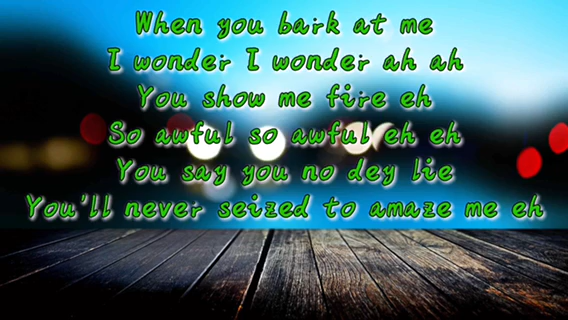 When you bark at me
I wonder I wonder ah ah
You show me fire eh
So awful so awful eh eh
You say you no dey lie
You'll never seized to amaze me eh